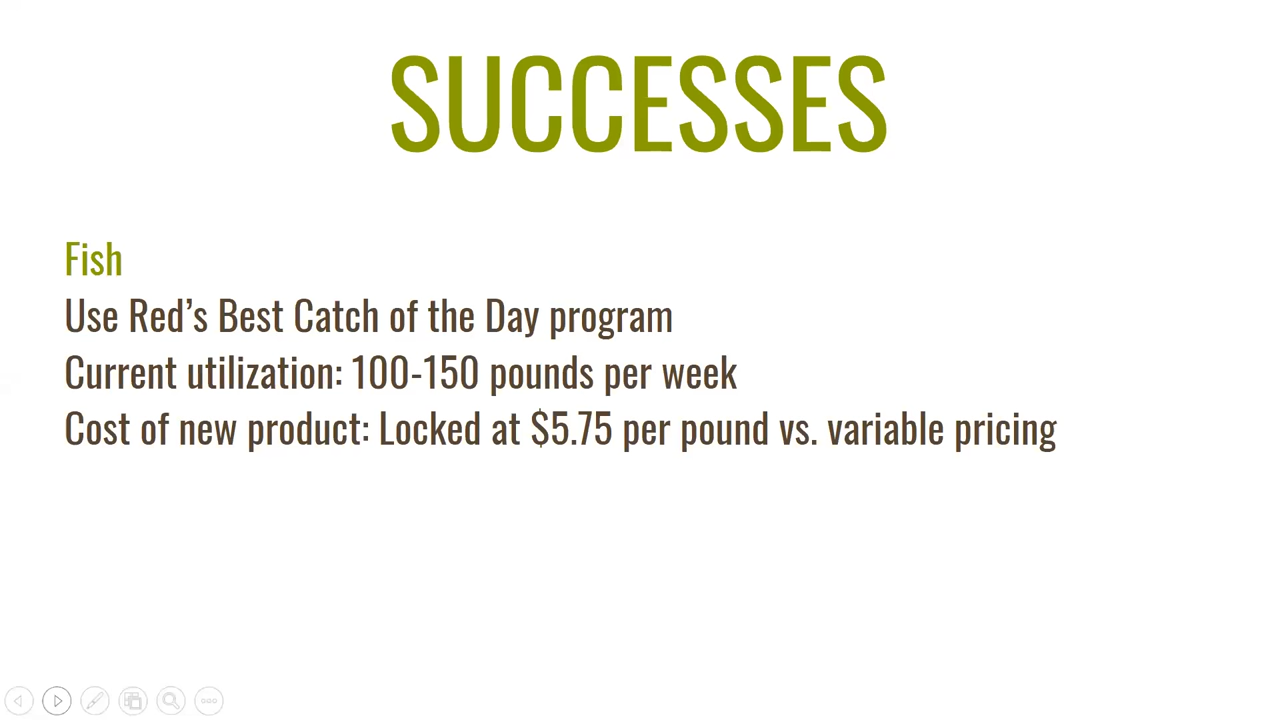 SUCCESSES
Fish
Use Red’s Best Catch of the Day program
Current utilization: 100-150 pounds per week
Cost of new product: Locked at $5.75 per pound vs. variable pricing